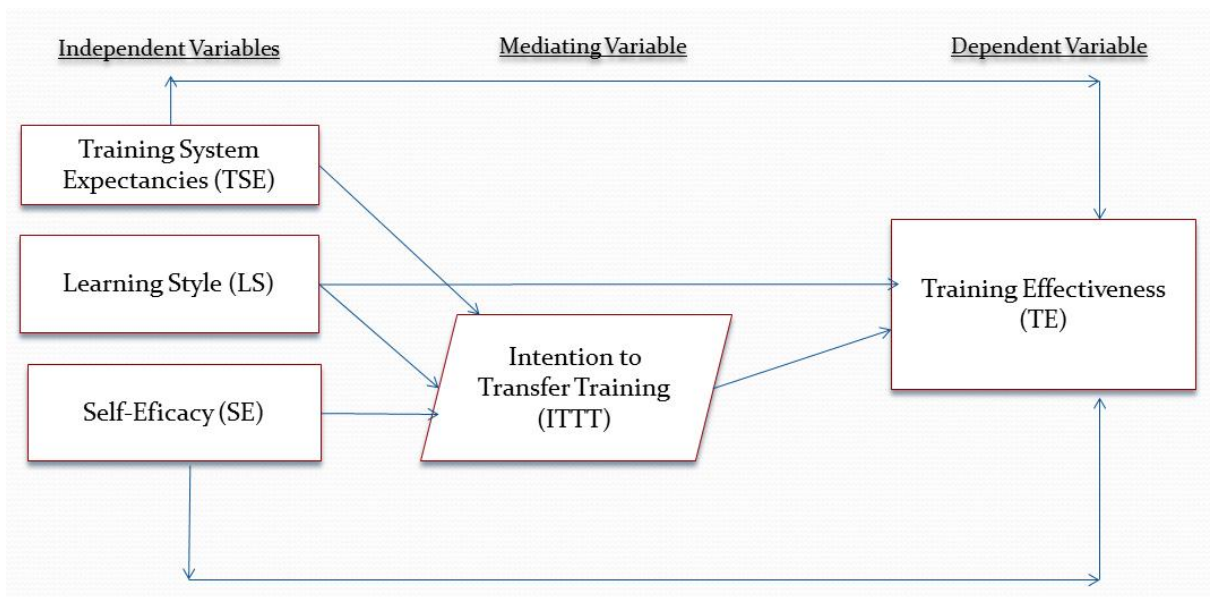 Independent Variables
Mediating Variable
Dependent Variable
Training System
Expectancies (TSE)
Learning Style (LS)
Self-Eficacy (SE)
Intention to
Transfer Training
(ITTT)
Training Effectiveness
(TE)